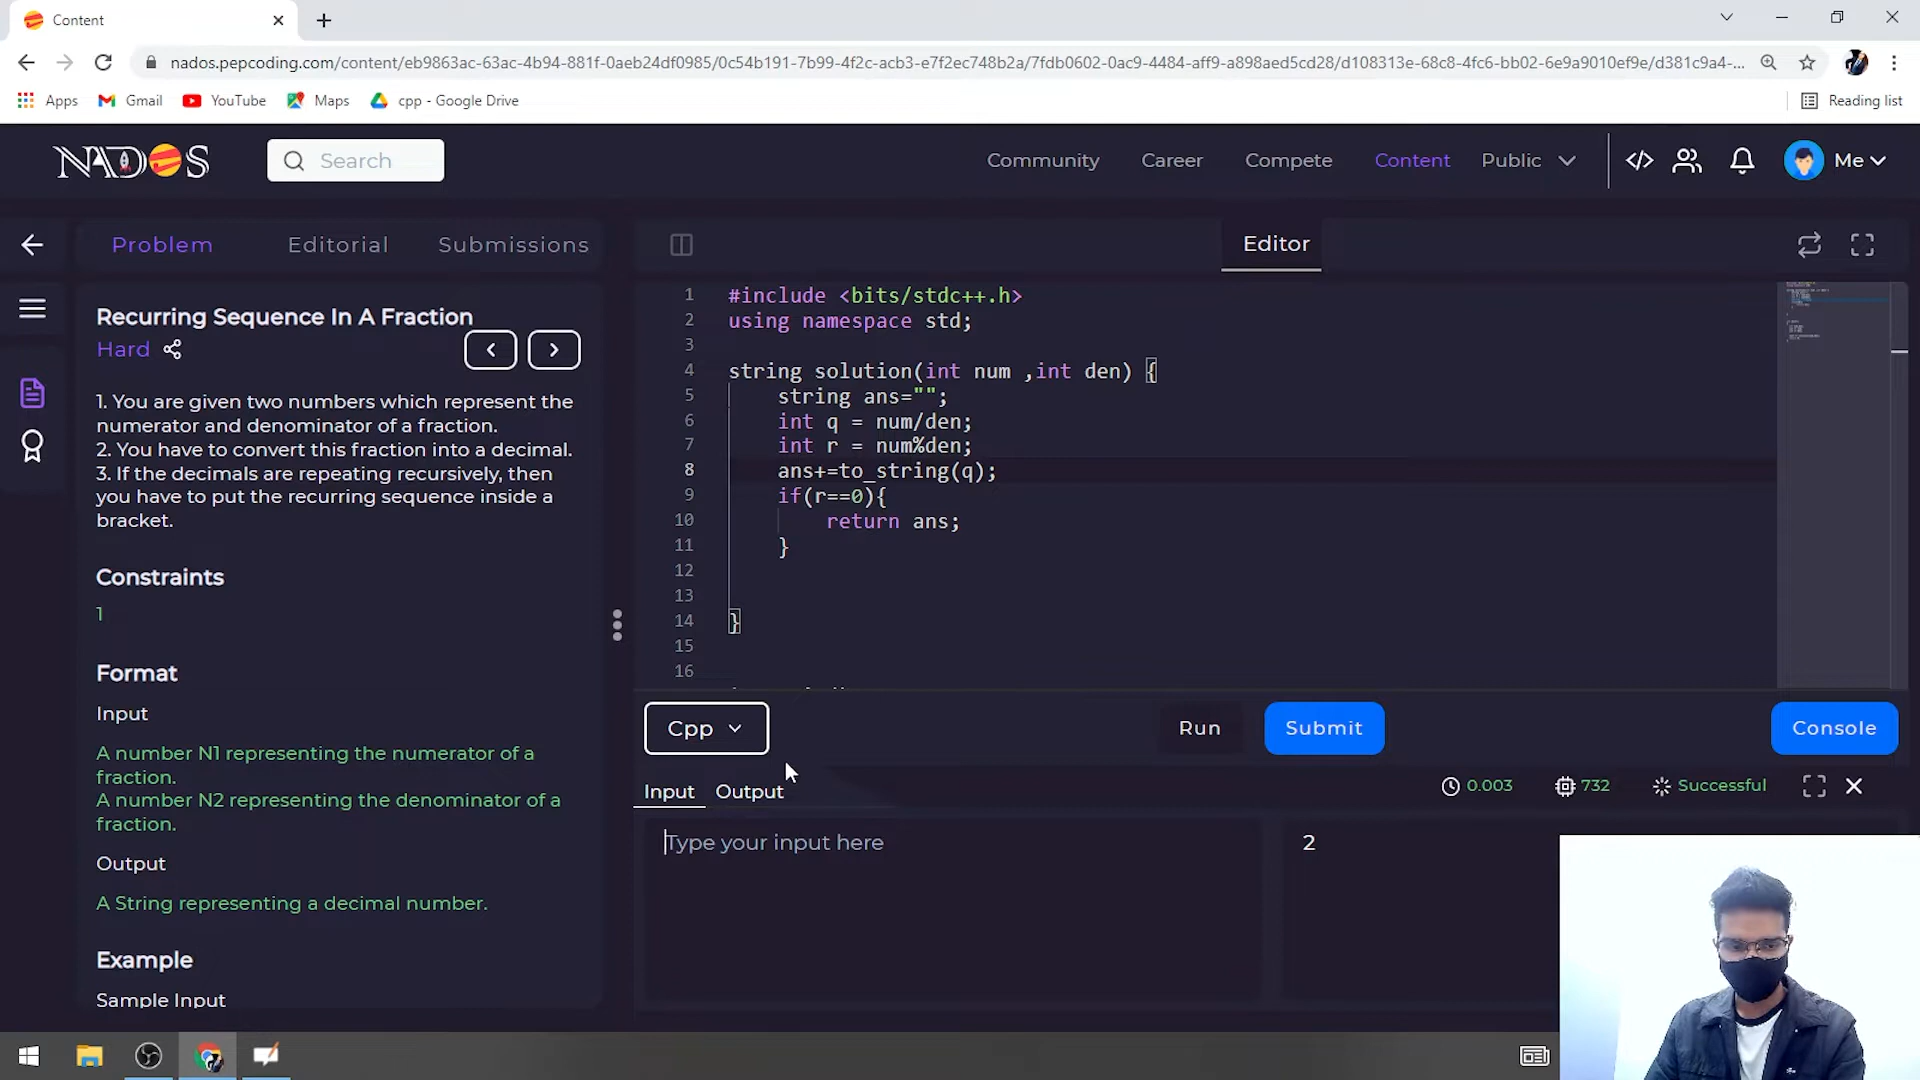 Content
nados.pepcoding.com/content/eb9863ac-63ac-4b94-881f-0aeb24df0985/0c54b191-7b99-4f2c-acb3-e7f2ec748b2a/7fdb0602-0ac9-4484-aff9-a898aed5cd28/d108313e-68c8-4fc6-bb02-6e9a9010ef9e/d381c9a4-...
Apps Gmail YouTube Maps cpp - Google Drive Reading list
NADOS Search Community Career Compete Content Public Me
Problem Editorial Submissions
Editor
Recurring Sequence In A Fraction
Hard
1. You are given two numbers which represent the
numerator and denominator of a fraction.
2. You have to convert this fraction into a decimal.
3. If the decimals are repeating recursively, then
you have to put the recurring sequence inside a
bracket.
Constraints
1
Format
Input
A number N1 representing the numerator of a
fraction.
A number N2 representing the denominator of a
fraction.
Output
A String representing a decimal number.
Example
Sample Input
1 #include <bits/stdc++.h>
2 using namespace std;
3
4 string solution(int num ,int den) {
5 string ans="";
6 int q = num/den;
7 int r = num%den;
8 ans+=to_string(q);
9 if(r==0){
10 return ans;
11 }
12
13
14 }
15
16
Cpp Run Submit Console
Input Output 0.003 732 Successful
Type your input here
2